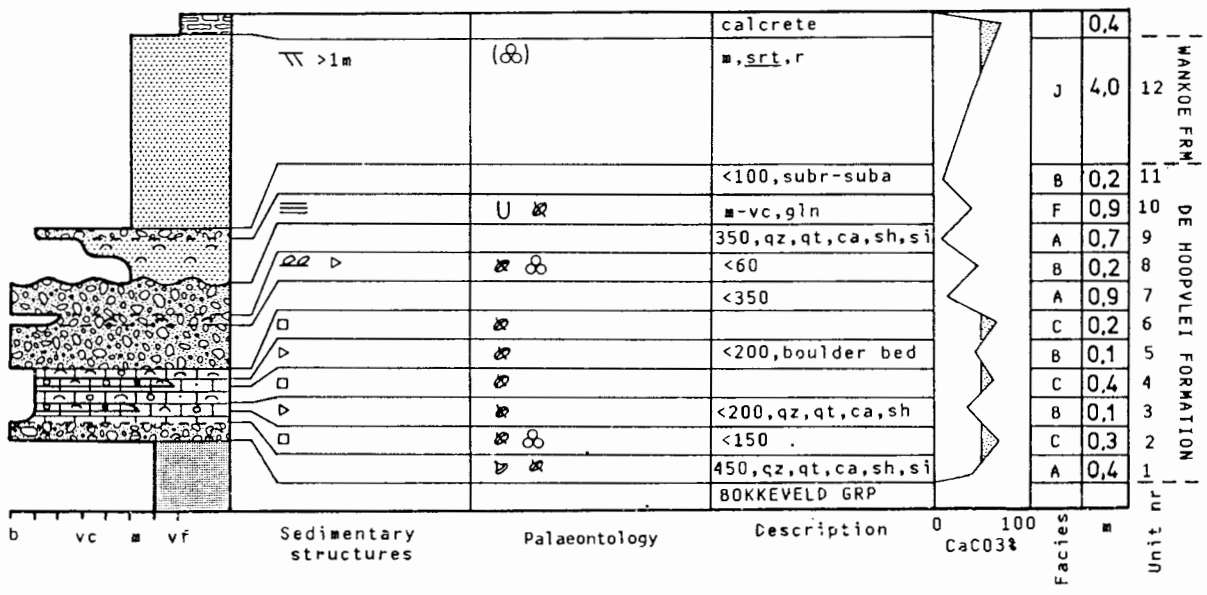 calcrete 0,4
>1m m,srt,r J 4,0 12 WANKOE FRM
<100,subr-suba B 0,2 11
m-vc,gln F 0,9 10
350,qz,qt,ca,sh,si A 0,7 9
<60 B 0,2 8
<350 A 0,9 7
C 0,2 6
<200,boulder bed B 0,1 5
C 0,4 4
<200,qz,qt,ca,sh B 0,1 3
<150 C 0,3 2
450,qz,qt,ca,sh,si A 0,4 1
DE HOOPVLEI FORMATION
BOKKEVELD GRP
b vc m vf
Sedimentary structures
Palaeontology
Description
0 100
CaCO3%
Facies
m
Unit nr